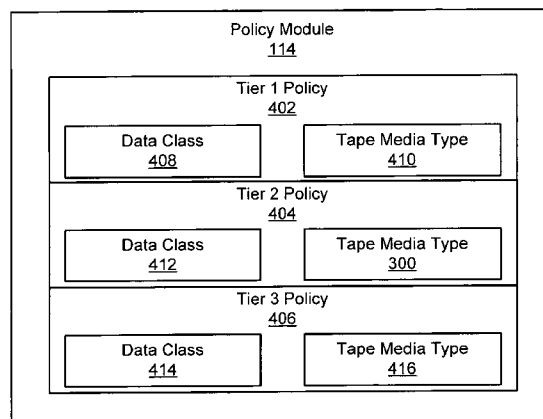 Policy Module
114
Tier 1 Policy
402
Data Class
408
Tape Media Type
410
Tier 2 Policy
404
Data Class
412
Tape Media Type
300
Tier 3 Policy
406
Data Class
414
Tape Media Type
416